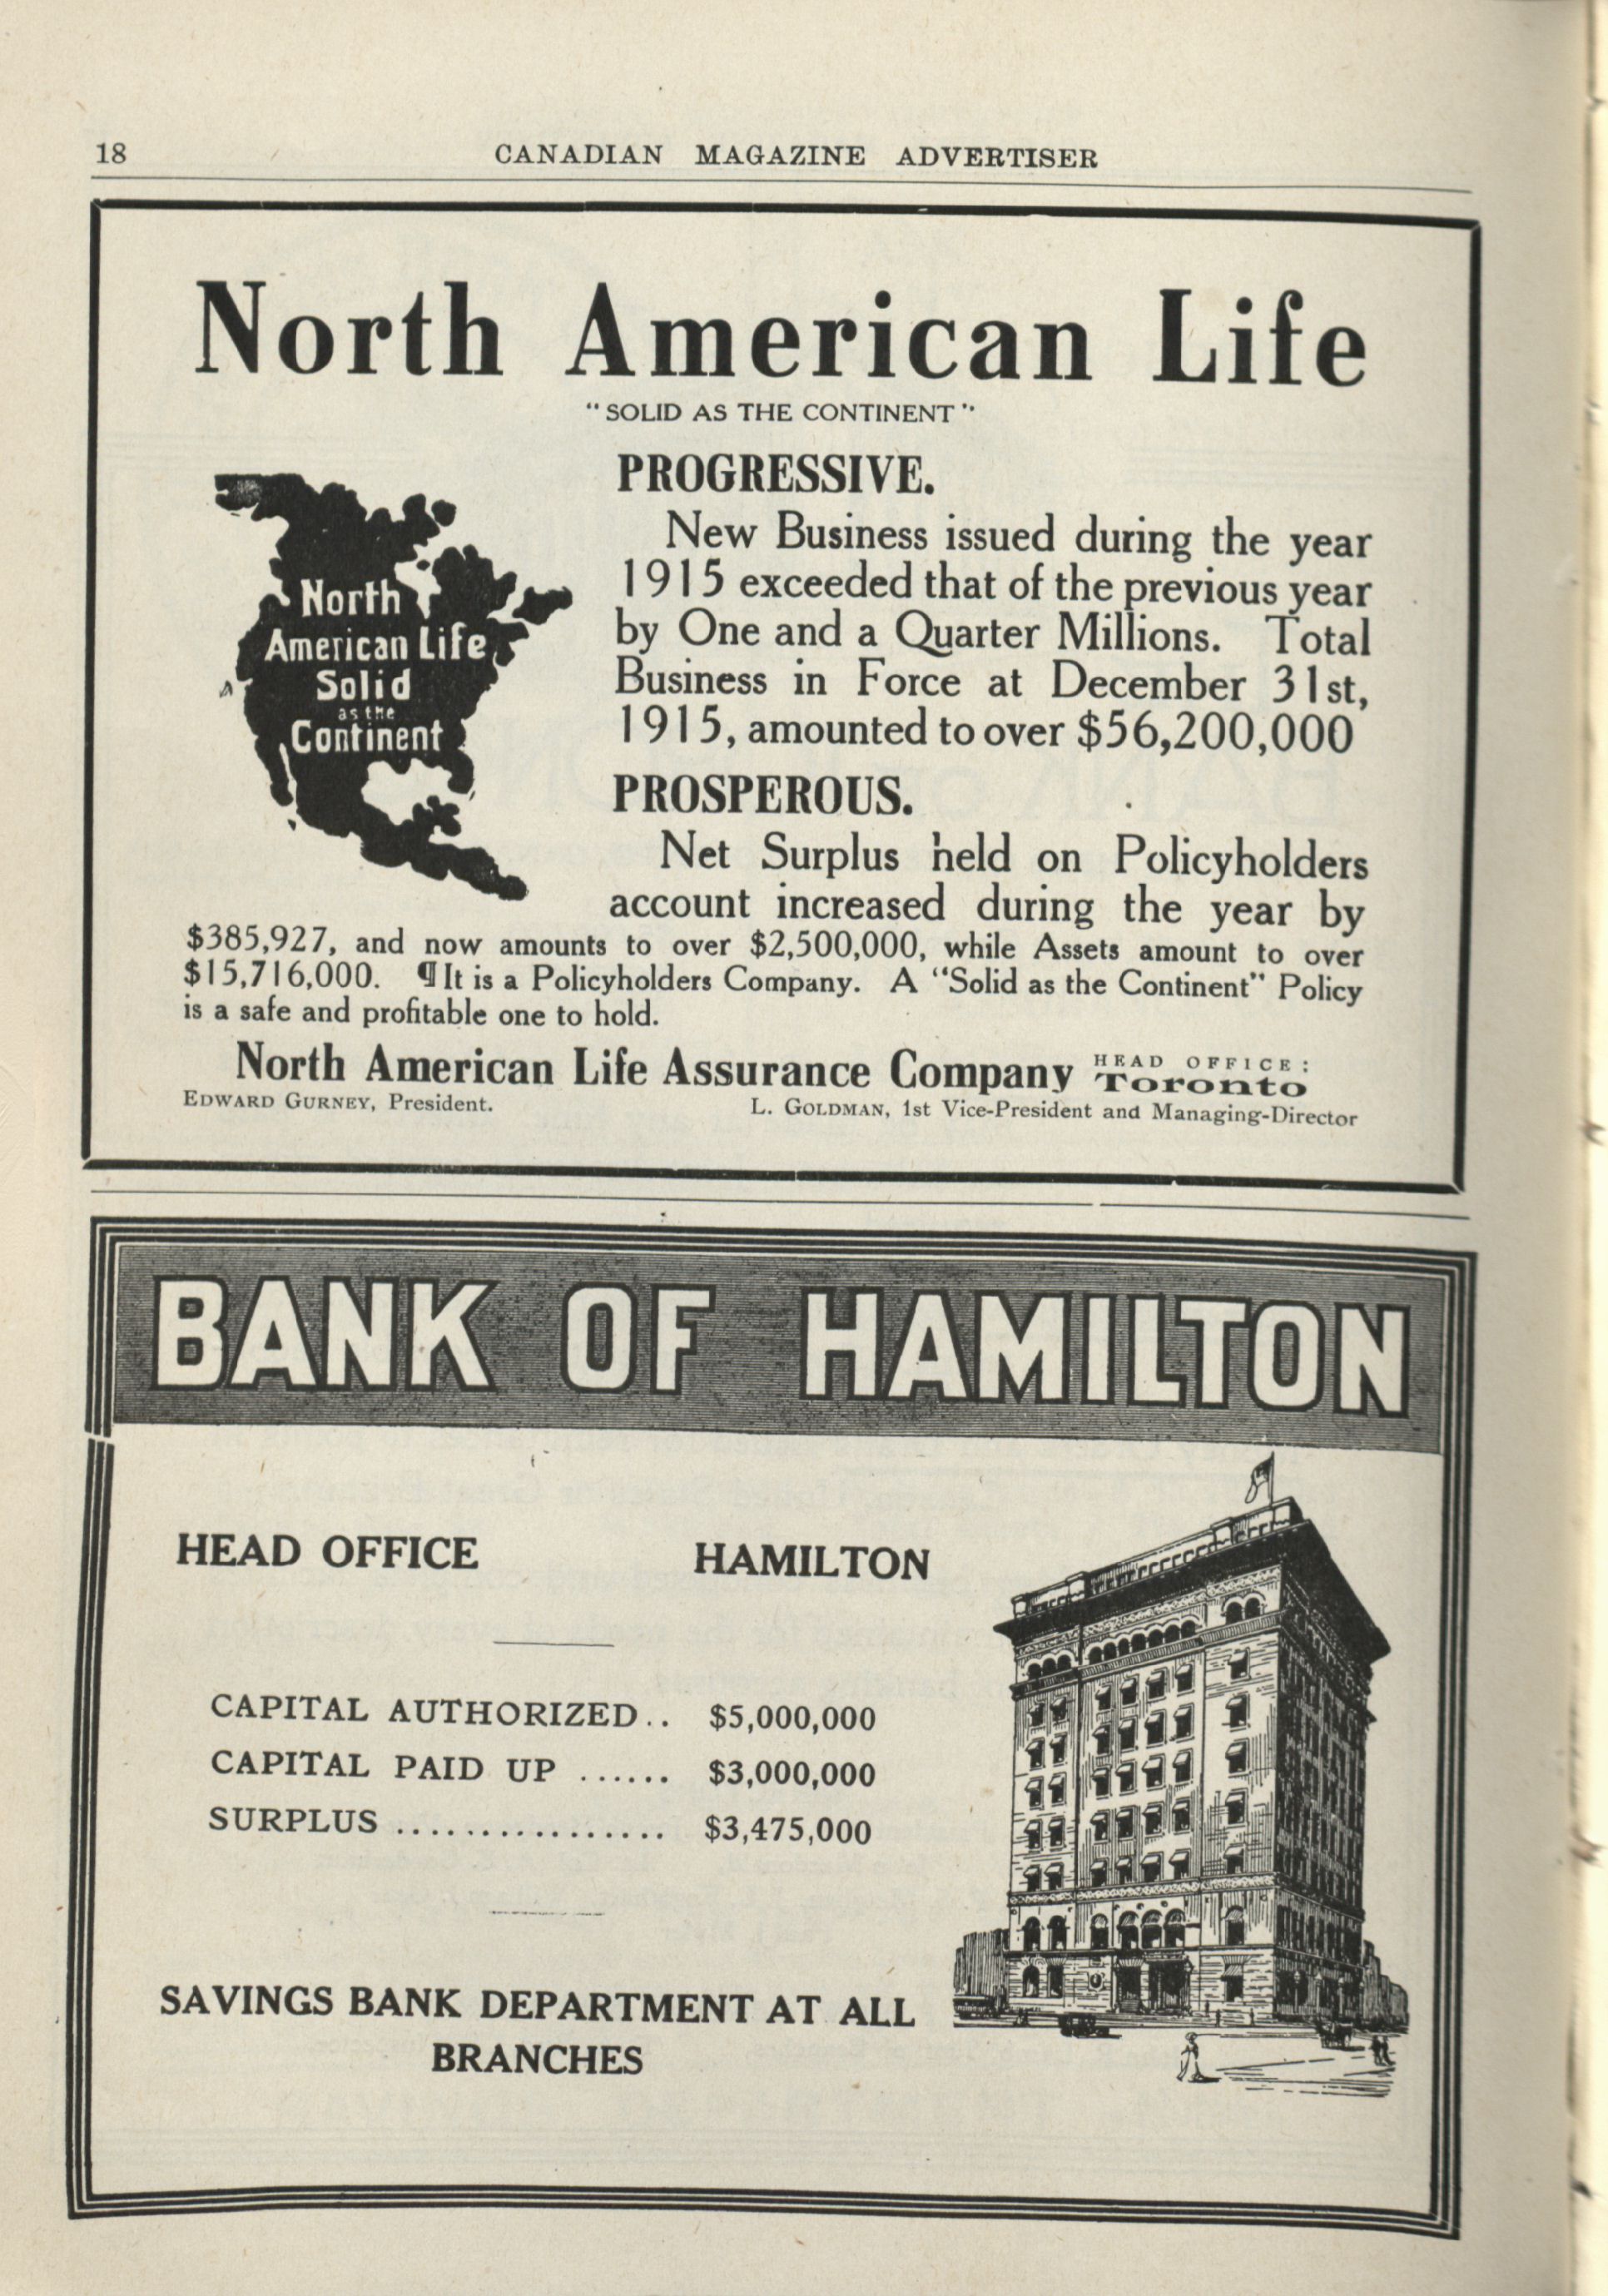 18
CANADIAN MAGAZINE ADVERTISER
North American Life
"SOLID AS THE CONTINENT"
North
American Life
Solid
as the
Continent
PROGRESSIVE.
New Business issued during the year
1915 exceeded that of the previous year
by One and a Quarter Millions. Total
Business in Force at December 31st,
1915, amounted to over $56,200,000
PROSPEROUS.
Net Surplus held on Policyholders
account increased during the year by
$385,927, and now amounts to over $2,500,000, while Assets amount to over
$15,716,000. ¶ It is a Policyholders Company. A "Solid as the Continent" Policy
is a safe and profitable one to hold.
North American Life Assurance Company HEAD OFFICE:
Toronto
EDWARD GURNEY, President. L. GOLDMAN, 1st Vice-President and Managing-Director
BANK OF HAMILTON
HEAD OFFICE HAMILTON
CAPITAL AUTHORIZED.. $5,000,000
CAPITAL PAID UP ...... $3,000,000
SURPLUS ................ $3,475,000
SAVINGS BANK DEPARTMENT AT ALL
BRANCHES